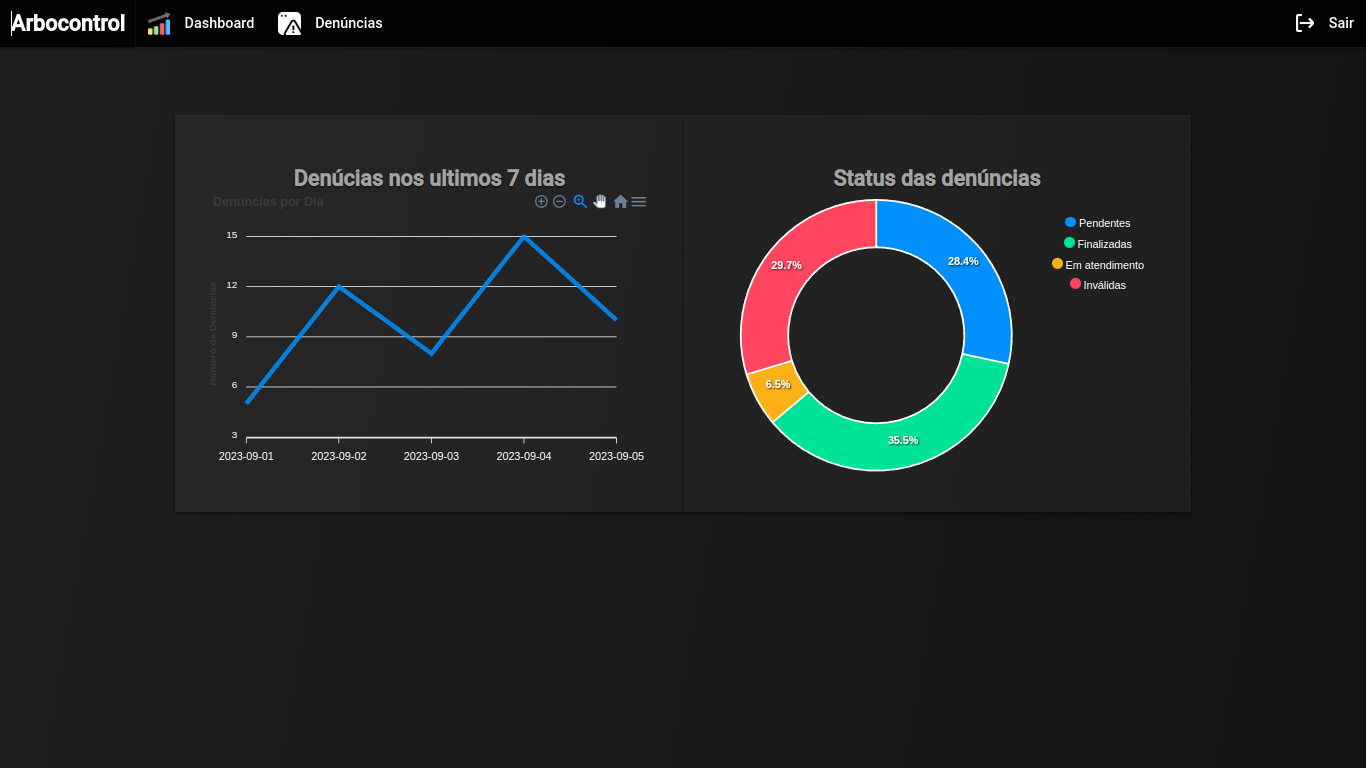 Arbocontrol
Dashboard
Denúncias
Sair
Denúcias nos ultimos 7 dias
Denúncias por Dia
Número de Denúncias
15
12
9
6
3
2023-09-01
2023-09-02
2023-09-03
2023-09-04
2023-09-05
Status das denúncias
29.7%
28.4%
6.5%
35.5%
Pendentes
Finalizadas
Em atendimento
Inválidas